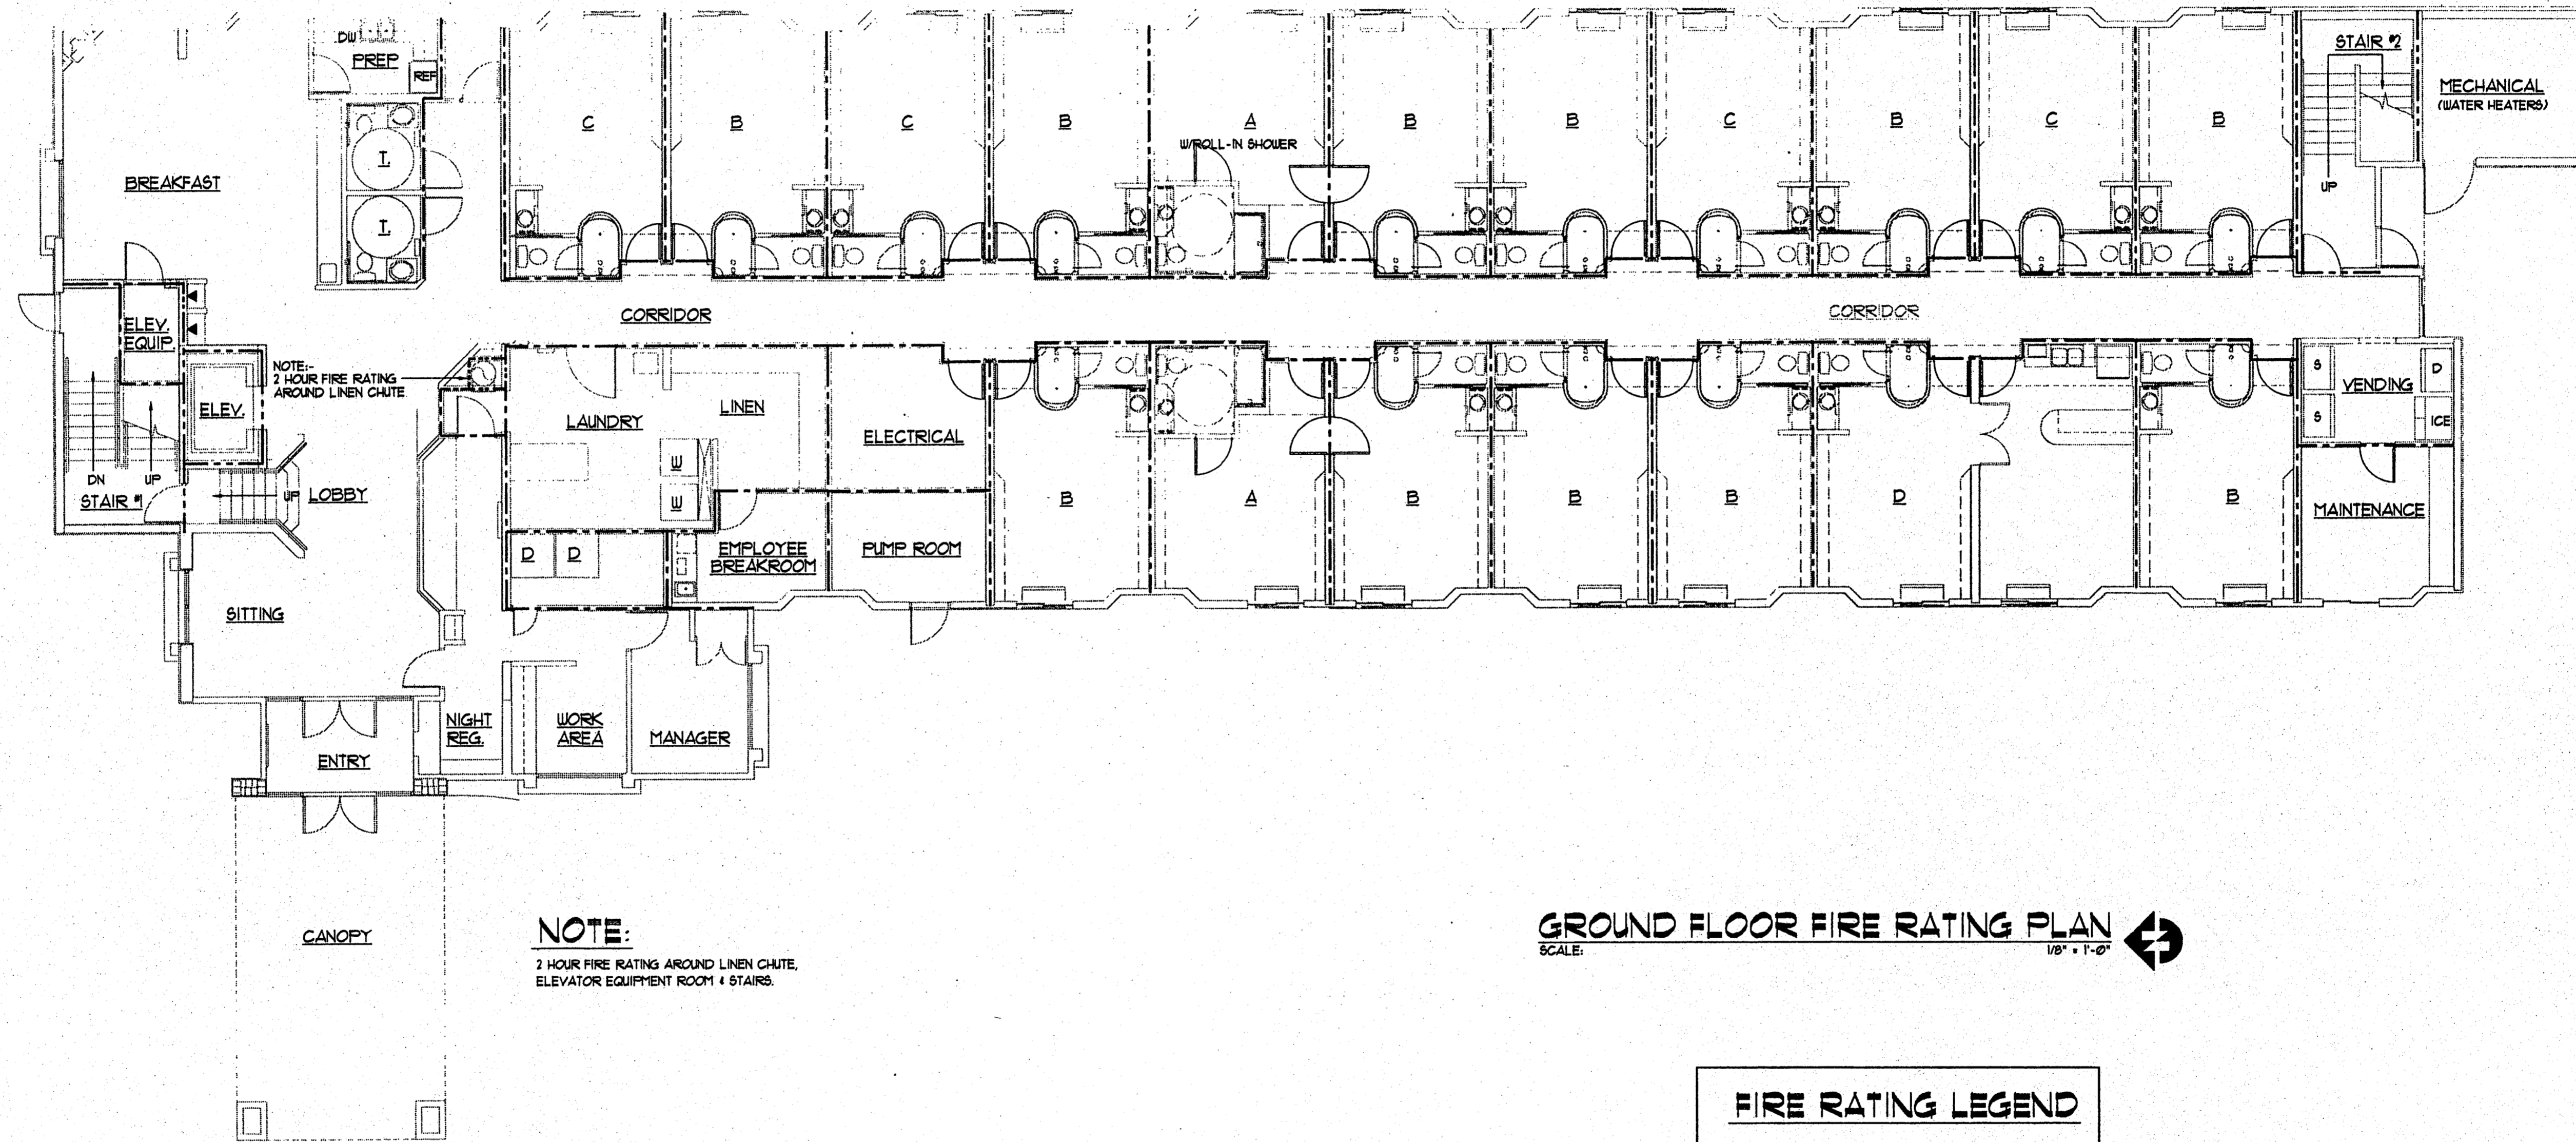 DW
PREP
REF
STAIR #2
MECHANICAL
(WATER HEATERS)
C
B
C
B
A
W/ROLL-IN SHOWER
B
B
C
B
C
B
T.
BREAKFAST
UP
T.
ELEV.
EQUIP.
CORRIDOR
CORRIDOR
NOTE:-
2 HOUR FIRE RATING
AROUND LINEN CHUTE
ELEV.
LAUNDRY
LINEN
ELECTRICAL
S
VENDING
D
S
ICE
W
W
DN
UP
STAIR #1
UP
LOBBY
B
A
B
B
B
D
B
MAINTENANCE
D
D
EMPLOYEE
BREAKROOM
PUMP ROOM
SITTING
NIGHT
REG.
WORK
AREA
MANAGER
ENTRY
CANOPY
NOTE:
2 HOUR FIRE RATING AROUND LINEN CHUTE,
ELEVATOR EQUIPMENT ROOM & STAIRS.
GROUND FLOOR FIRE RATING PLAN
SCALE: 1/8" = 1'-0"
FIRE RATING LEGEND